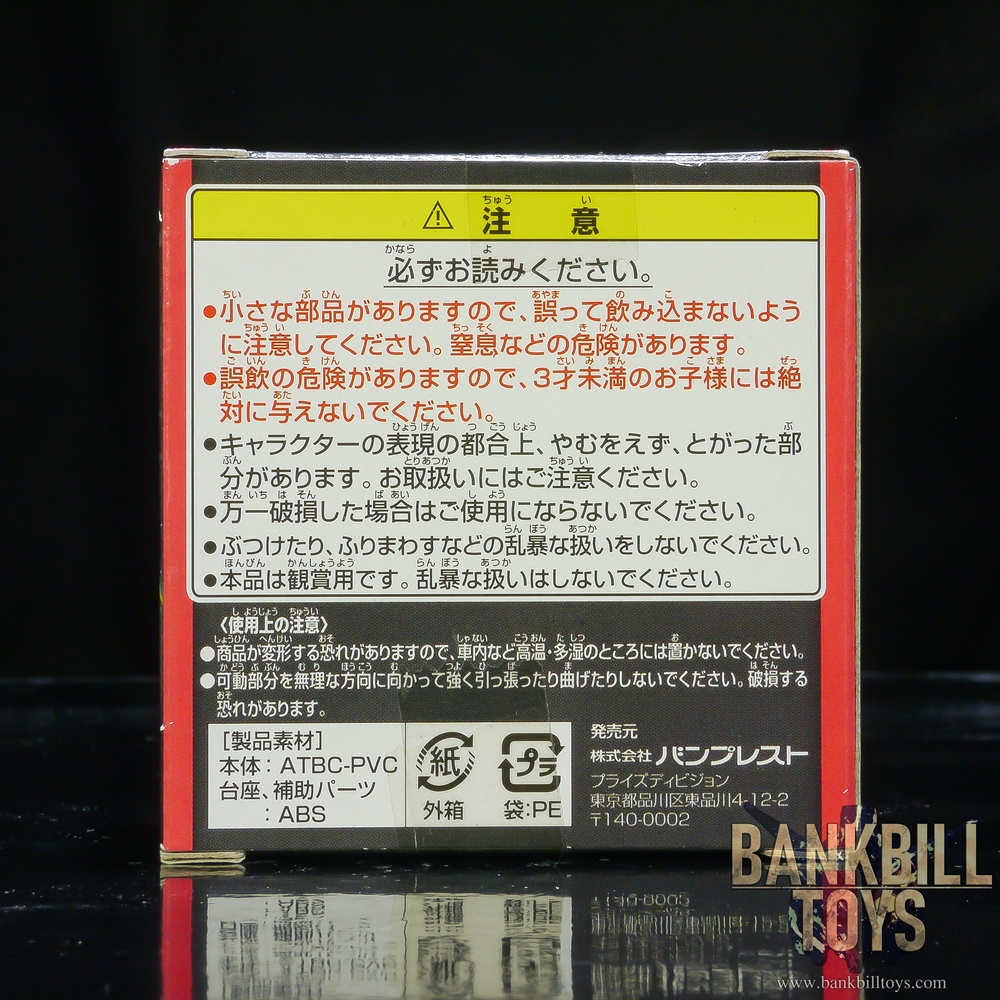 ⚠ 注意
必ずお読みください。
●小さな部品がありますので、誤って飲み込まないよう
に注意してください。窒息などの危険があります。
●誤飲の危険がありますので、3才未満のお子様には絶
対に与えないでください。
●キャラクターの表現の都合上、やむをえず、とがった部
分があります。お取扱いにはご注意ください。
●万一破損した場合はご使用にならないでください。
●ぶつけたり、ふりまわすなどの乱暴な扱いをしないでください。
●本品は観賞用です。乱暴な扱いはしないでください。
〈使用上の注意〉
●商品が変形する恐れがありますので、車内など高温・多湿のところには置かないでください。
●可動部分を無理な方向に向かって強く引っ張ったり曲げたりしないでください。破損する
恐れがあります。
[製品素材]
本体:ATBC-PVC
台座、補助パーツ
:ABS
紙
外箱
プラ
袋:PE
発売元
株式会社バンプレスト
プライズディビジョン
東京都品川区東品川4-12-2
〒140-0002
BANKBILL
TOYS
www.bankbilltoys.com